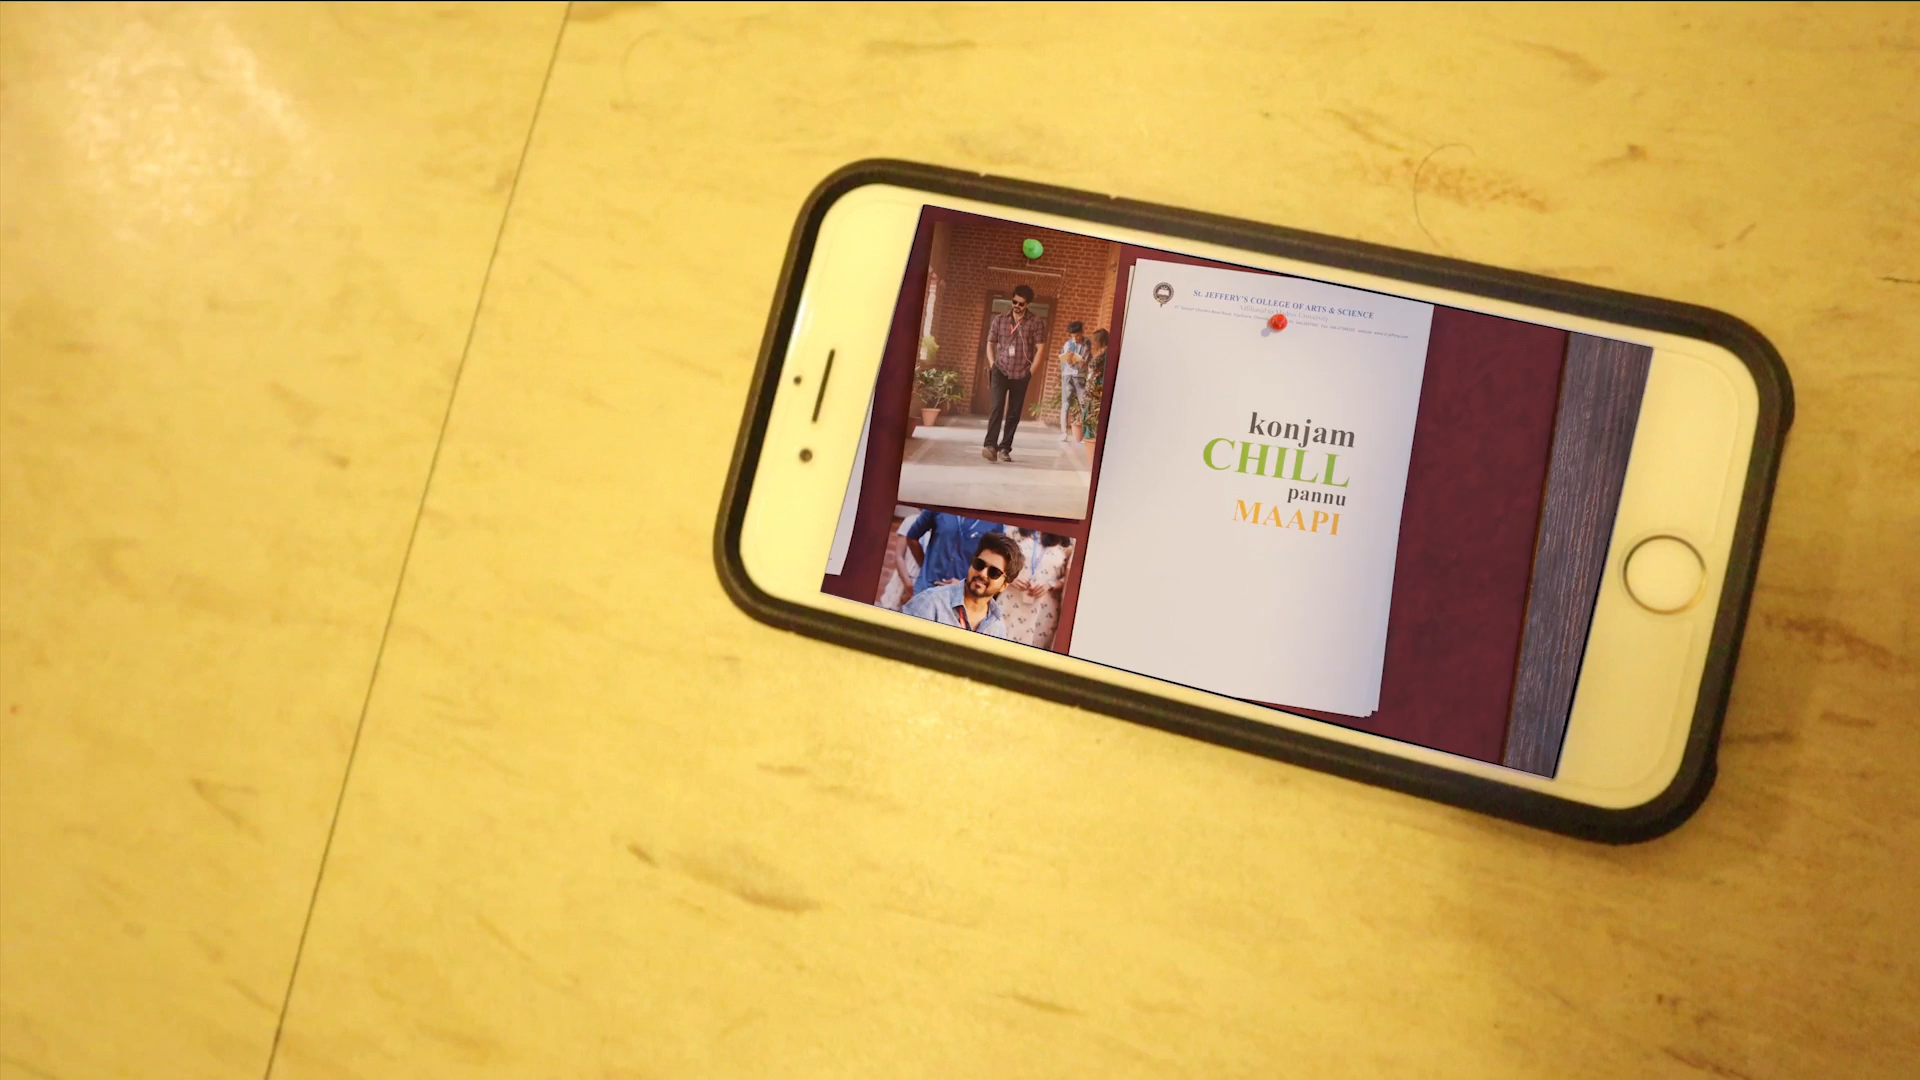 St. JEFFERY'S COLLEGE OF ARTS & SCIENCE
konjam
CHILL
pannu
MAAPI